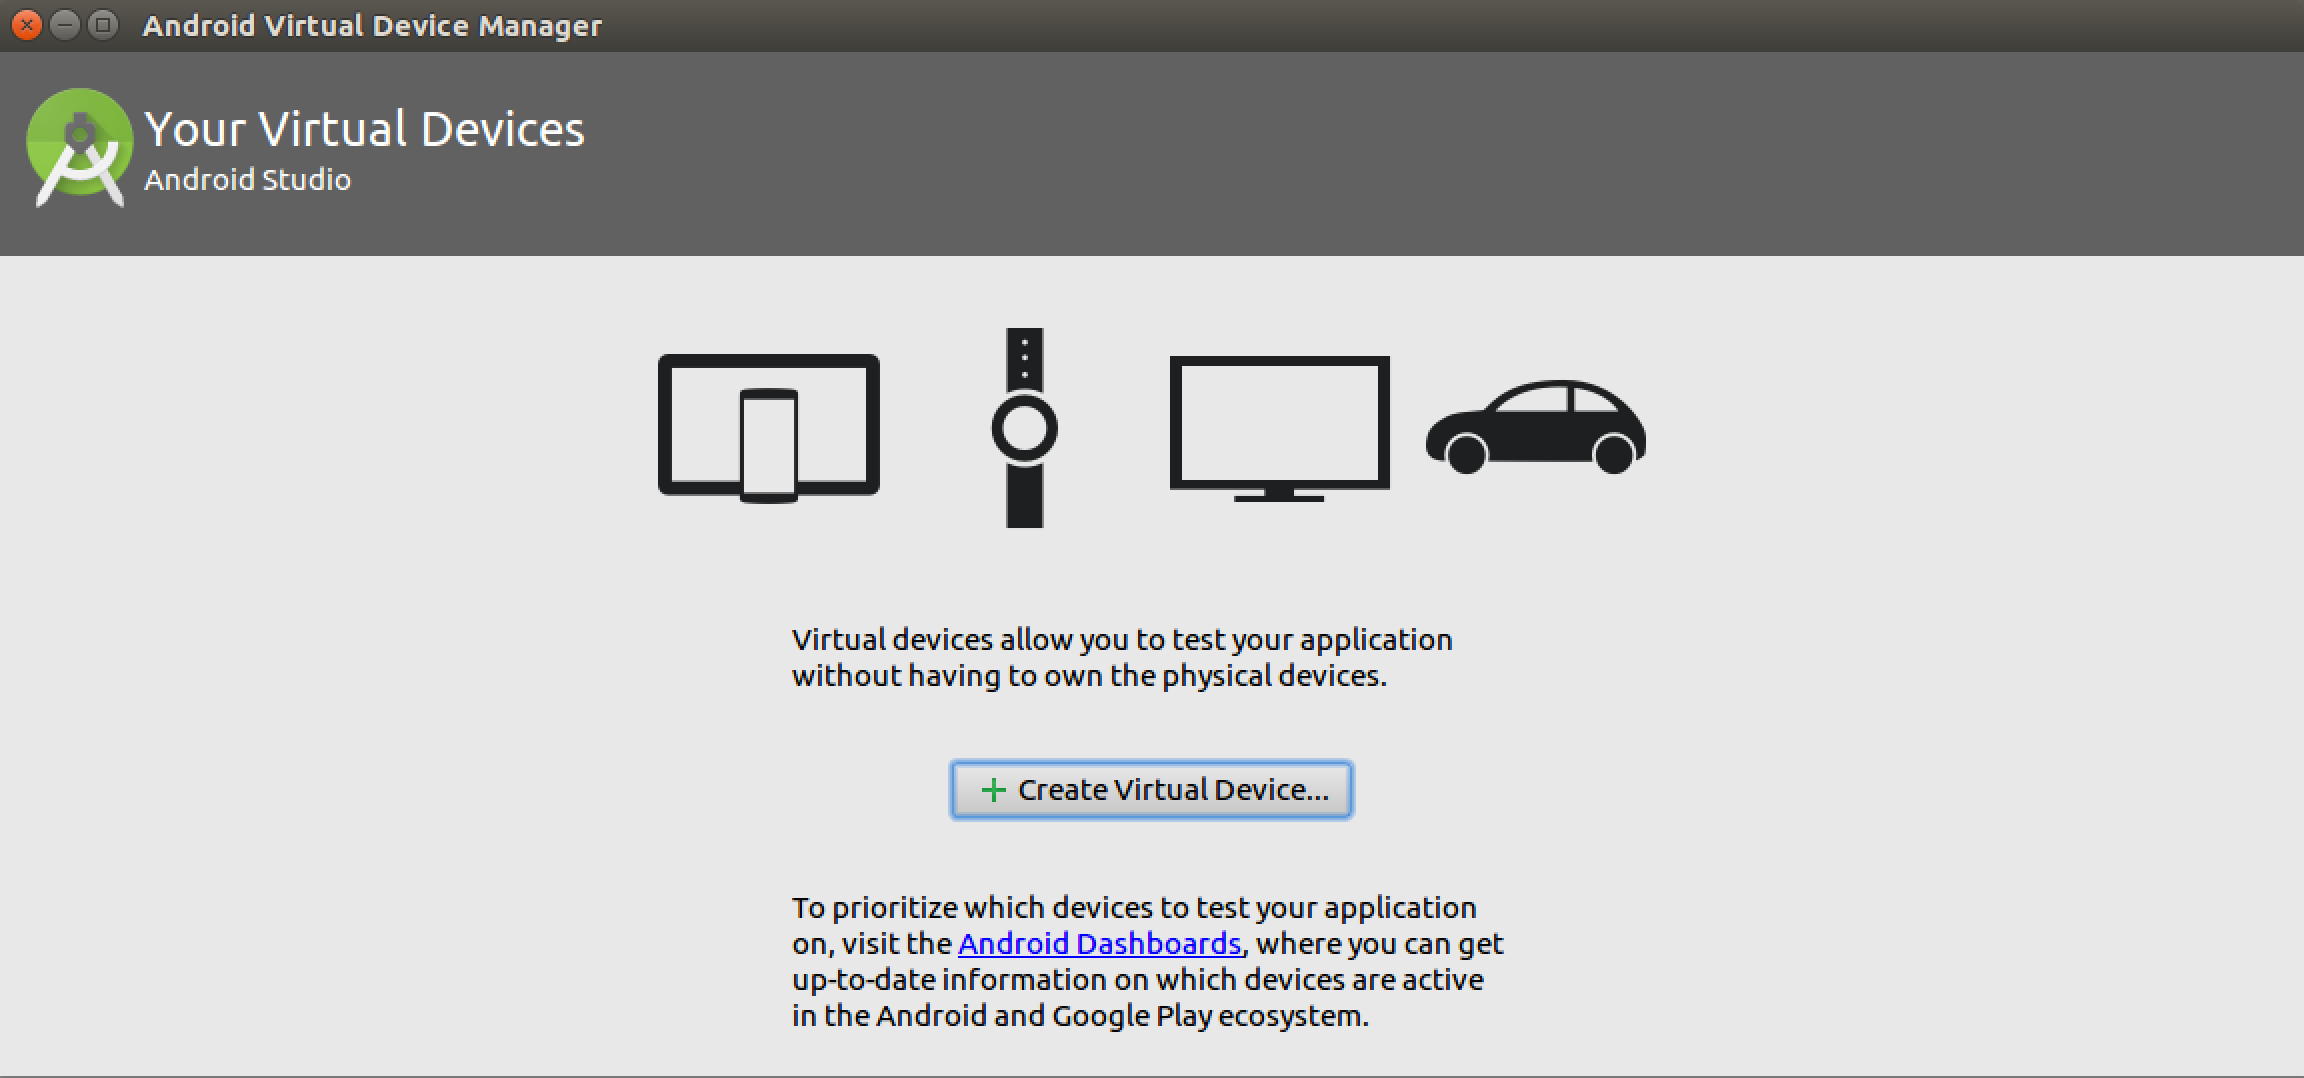 Android Virtual Device Manager
Your Virtual Devices
Android Studio
Virtual devices allow you to test your application
without having to own the physical devices.
Create Virtual Device...
To prioritize which devices to test your application
on, visit the Android Dashboards, where you can get
up-to-date information on which devices are active
in the Android and Google Play ecosystem.